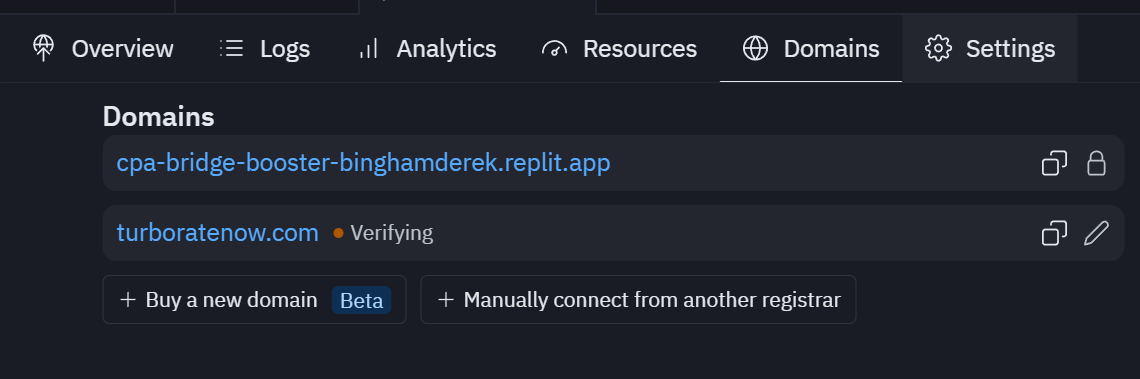 Overview Logs Analytics Resources Domains Settings
Domains
cpa-bridge-booster-binghamderek.replit.app
turboratenow.com Verifying
+ Buy a new domain Beta + Manually connect from another registrar